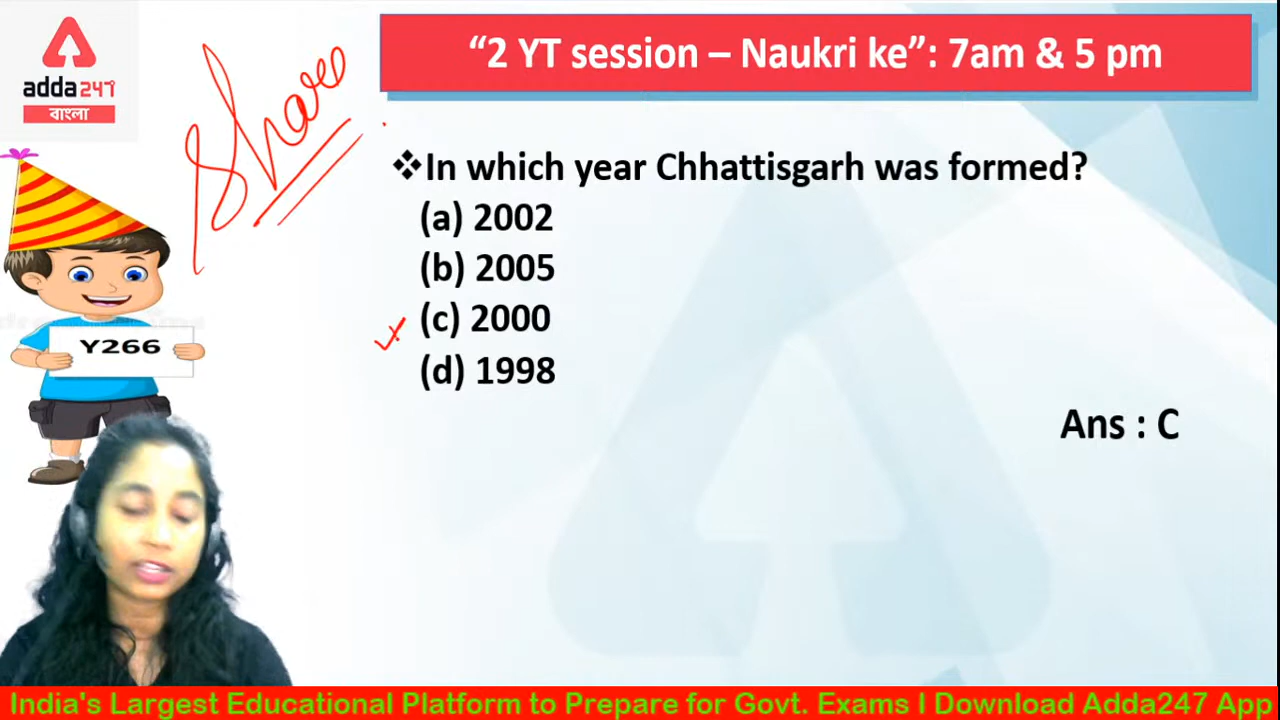 adda247
বাংলা
Share
"2 YT session – Naukri ke": 7am & 5 pm
❖In which year Chhattisgarh was formed?
(a) 2002
(b) 2005
(c) 2000
(d) 1998
Y266
Ans : C
India's Largest Educational Platform to Prepare for Govt. Exams I Download Adda247 App